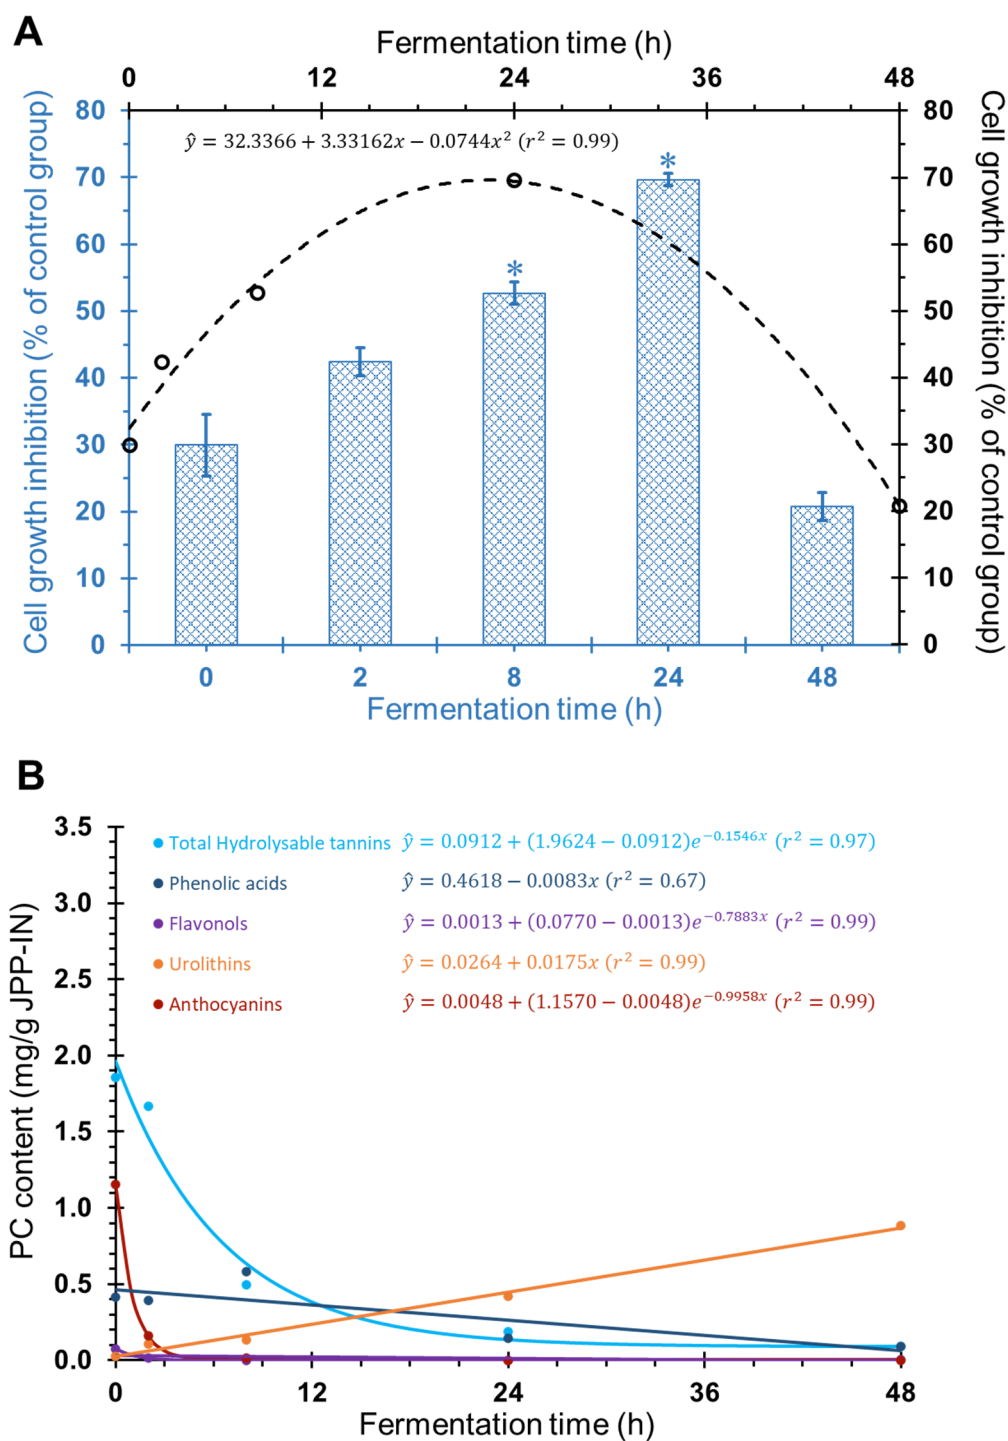 A
Fermentation time (h)
0 12 24 36 48
Cell growth inhibition (% of control group)
80
70
60
50
40
30
20
10
0
ŷ = 32.3366 + 3.33162x − 0.0744x² (r² = 0.99)
*
*
80
70
60
50
40
30
20
10
0
Cell growth inhibition (% of control group)
0 2 8 24 48
Fermentation time (h)
B
PC content (mg/g JPP-IN)
3.5
3.0
2.5
2.0
1.5
1.0
0.5
0.0
Total Hydrolysable tannins ŷ = 0.0912 + (1.9624 − 0.0912)e^−0.1546x (r² = 0.97)
Phenolic acids ŷ = 0.4618 − 0.0083x (r² = 0.67)
Flavonols ŷ = 0.0013 + (0.0770 − 0.0013)e^−0.7883x (r² = 0.99)
Urolithins ŷ = 0.0264 + 0.0175x (r² = 0.99)
Anthocyanins ŷ = 0.0048 + (1.1570 − 0.0048)e^−0.9958x (r² = 0.99)
0 12 24 36 48
Fermentation time (h)